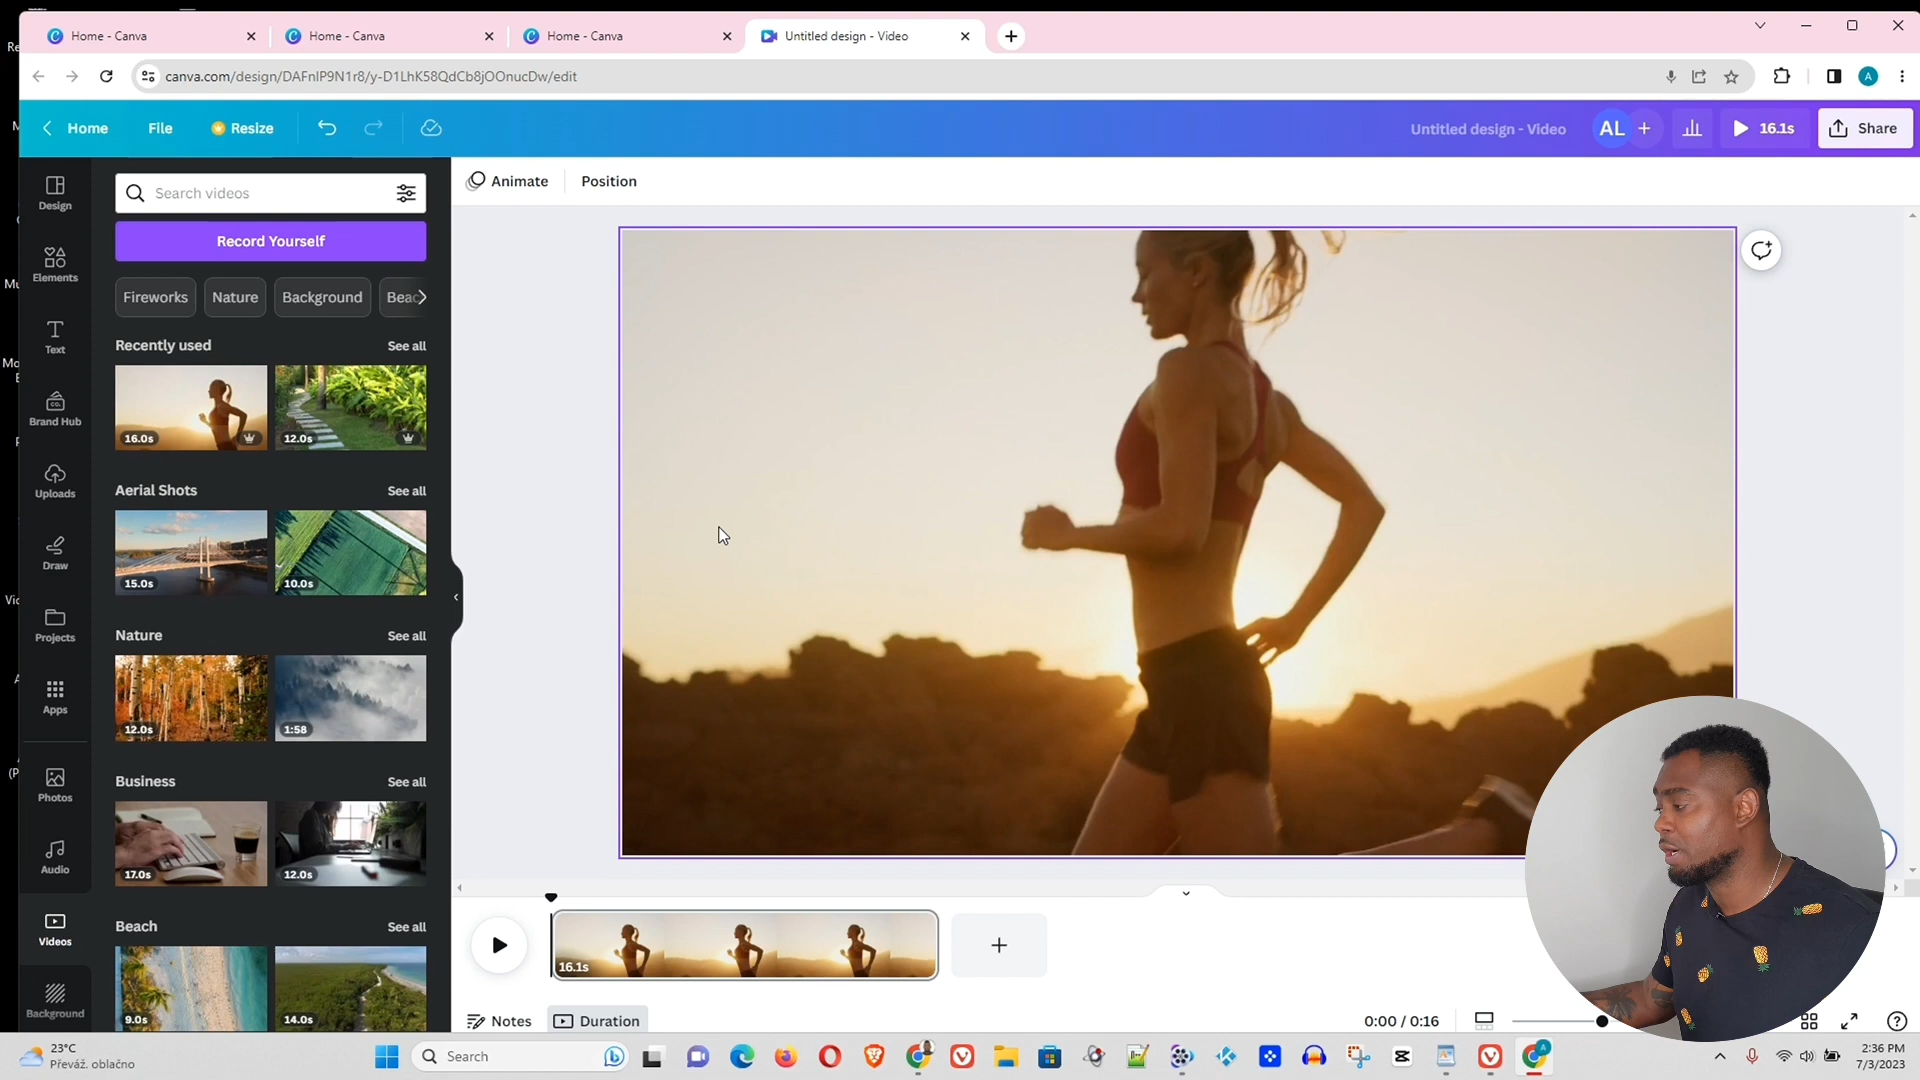 Home - Canva
Home - Canva
Home - Canva
Untitled design - Video
canva.com/design/DAFnlP9N1r8/y-D1LhK58QdCb8jOOnucDw/edit
A
Home
File
Resize
Untitled design - Video
AL
+
16.1s
Share
Design
Elements
Text
Brand Hub
Uploads
Draw
Projects
Apps
Photos
Audio
Videos
Background
Search videos
Record Yourself
Fireworks
Nature
Background
Beac
Recently used
See all
16.0s
12.0s
Aerial Shots
See all
15.0s
10.0s
Nature
See all
12.0s
1:58
Business
See all
17.0s
12.0s
Beach
See all
9.0s
14.0s
Animate
Position
16.1s
Notes
Duration
0:00 / 0:16
23°C
Převáž. oblačno
Search
2:36 PM
7/3/2023